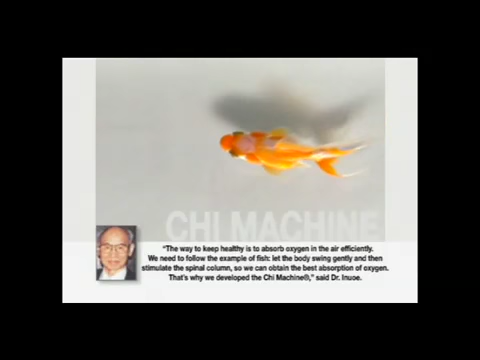 CHI MACHINE
"The way to keep healthy is to absorb oxygen in the air efficiently.
We need to follow the example of fish: let the body swing gently and then
stimulate the spinal column, so we can obtain the best absorption of oxygen.
That's why we developed the Chi Machine®," said Dr. Inuoe.